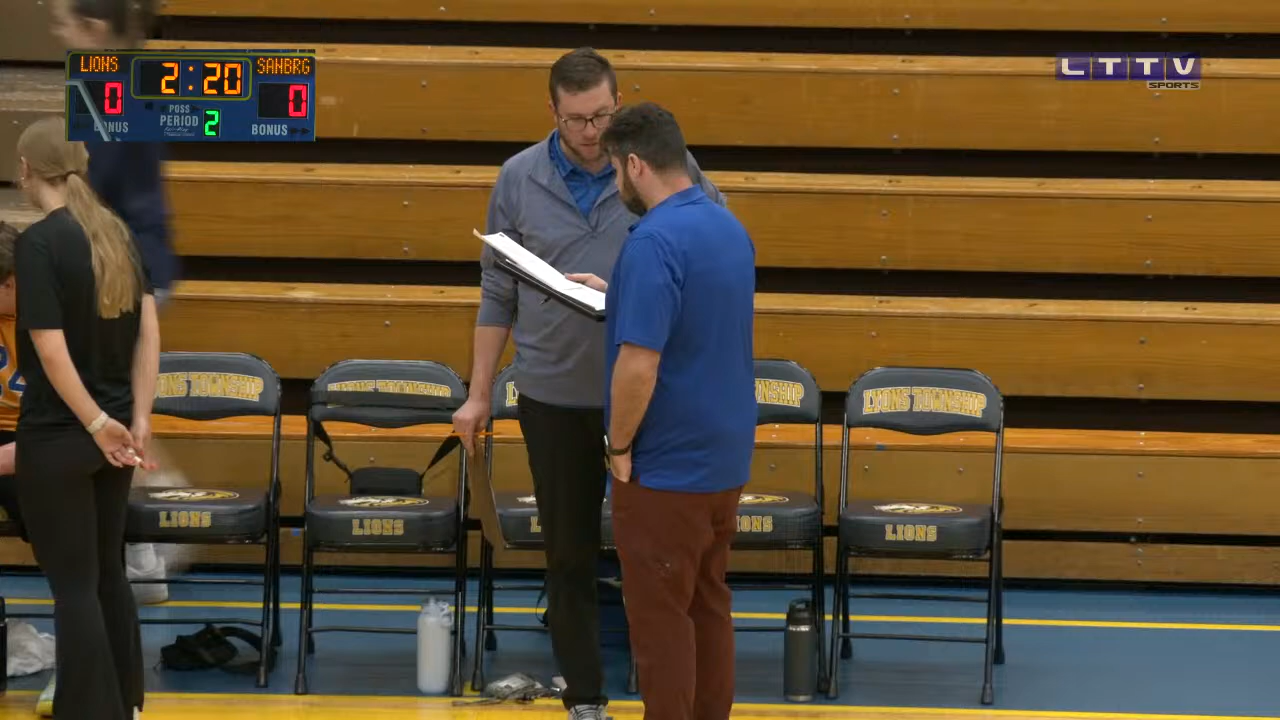 LIONS 2:20 SANBRG
0 0
POSS
PERIOD 2
BONUS BONUS
LTTV
SPORTS
LYONS TOWNSHIP
LYONS TOWNSHIP
LYONS TOWNSHIP
LIONS
LIONS
LIONS